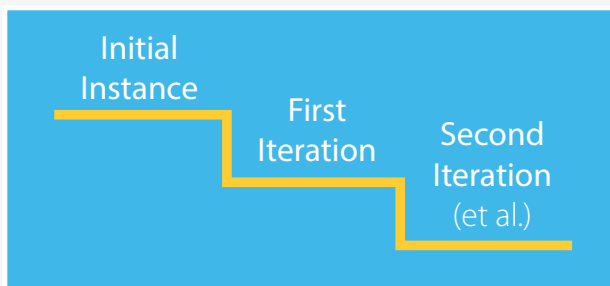 Initial
Instance
First
Iteration
Second
Iteration
(et al.)